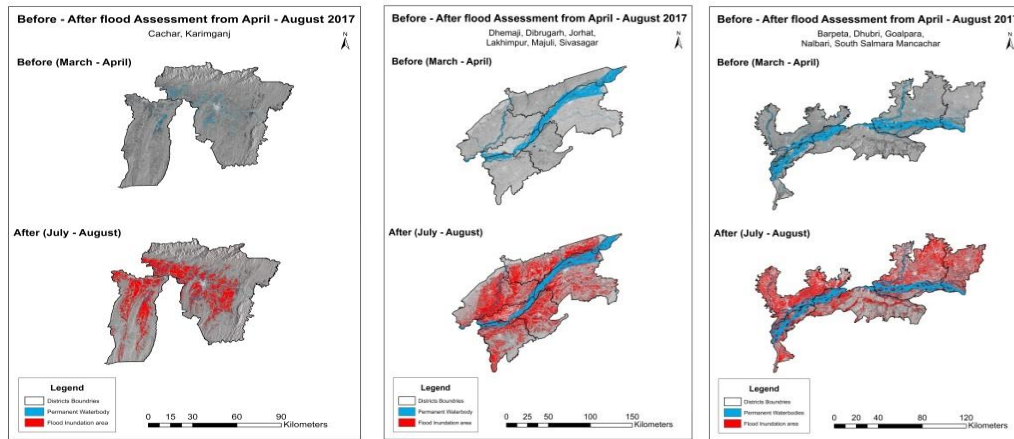 Before - After flood Assessment from April - August 2017
Cachar, Karimganj
N
Before (March - April)
After (July - August)
Legend
Districts Boundries
Permanent Waterbody
Flood Inundation area
0 15 30 60 90
Kilometers
Before - After flood Assessment from April - August 2017
Dhemaji, Dibrugarh, Jorhat,
Lakhimpur, Majuli, Sivasagar
N
Before (March - April)
After (July - August)
Legend
Districts Boundries
Permanent Waterbody
Flood Inundation area
0 25 50 100 150
Kilometers
Before - After flood Assessment from April - August 2017
Barpeta, Dhubri, Goalpara,
Nalbari, South Salmara Mancachar
N
Before (March - April)
After (July - August)
Legend
Districts Boundries
Permanent Waterbodies
Flood Inundation area
0 20 40 80 120
Kilometers